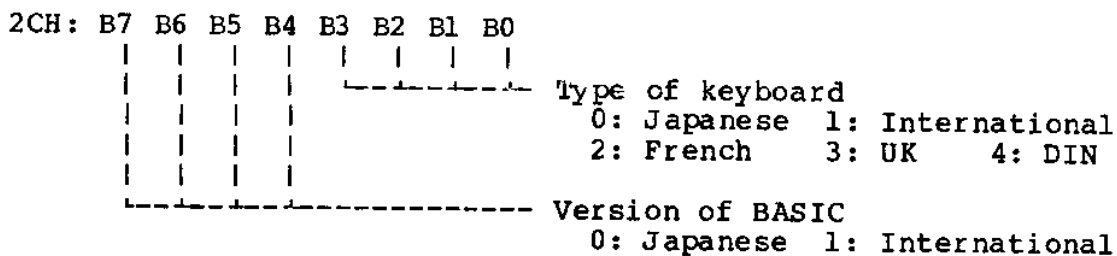 2CH: B7 B6 B5 B4 B3 B2 B1 B0
Type of keyboard
0: Japanese 1: International
2: French 3: UK 4: DIN
Version of BASIC
0: Japanese 1: International